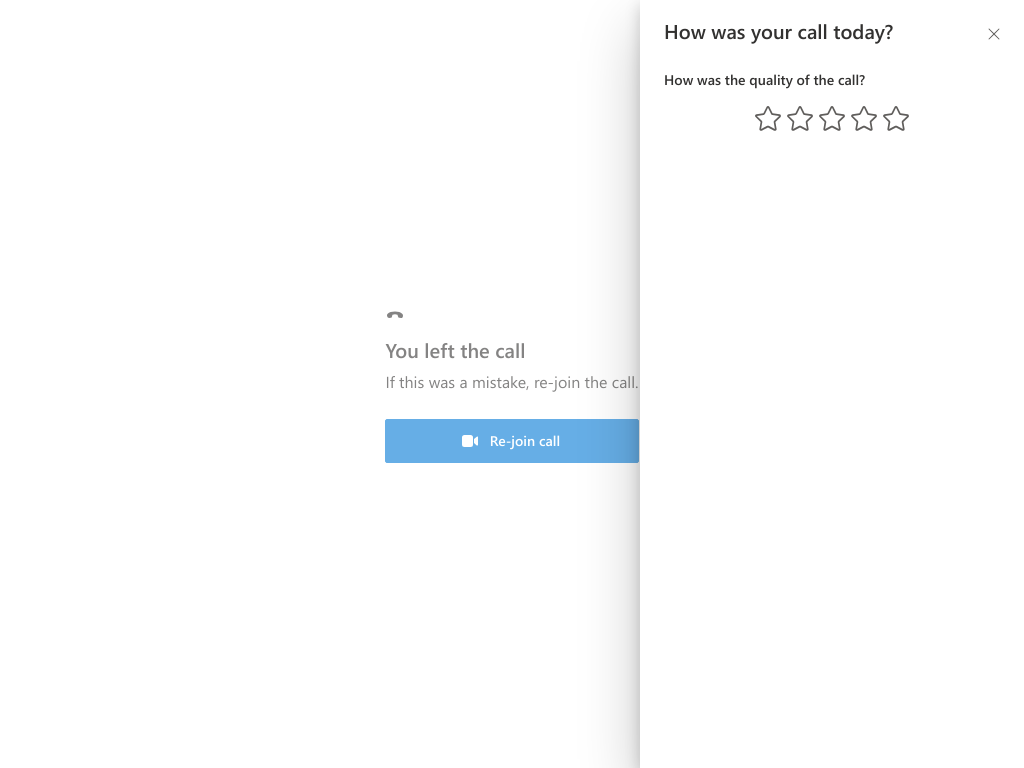 How was your call today?
How was the quality of the call?
You left the call
If this was a mistake, re-join the call.
Re-join call